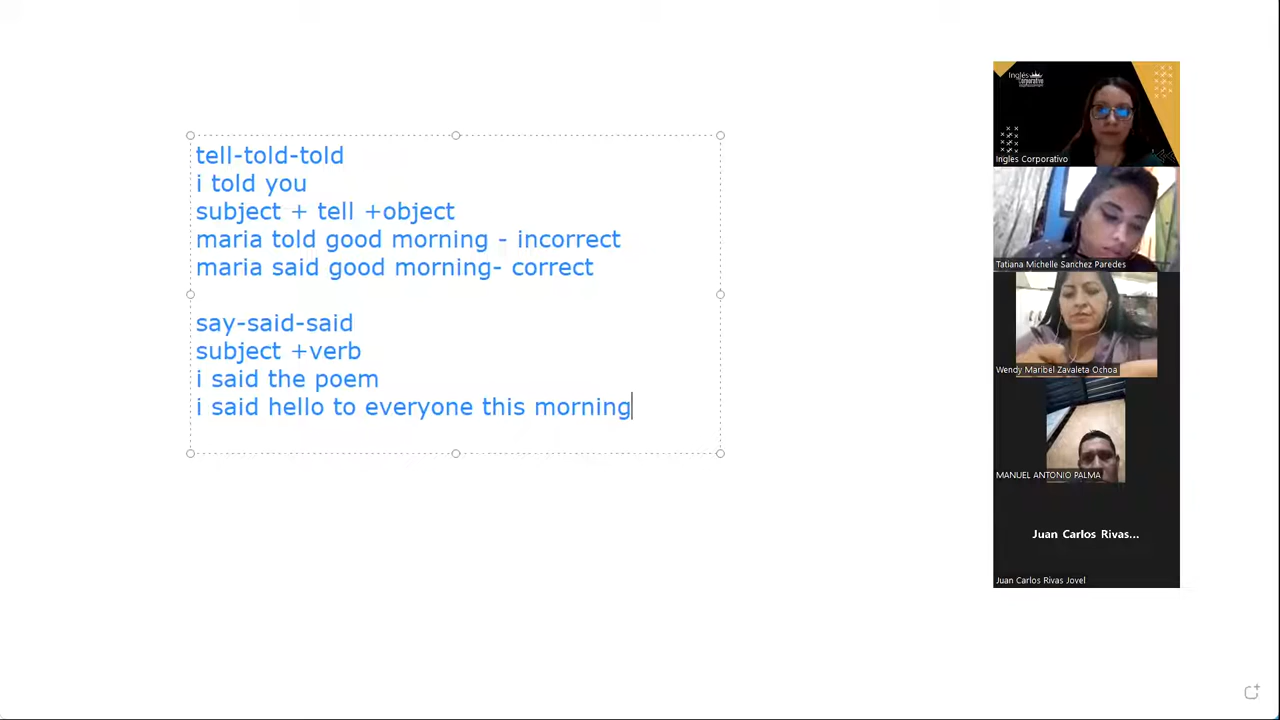 tell-told-told
i told you
subject + tell +object
maria told good morning - incorrect
maria said good morning- correct
say-said-said
subject +verb
i said the poem
i said hello to everyone this morning
Inglés
Corporativo
Ingles Corporativo
Tatiana Michelle Sanchez Paredes
Wendy Maribel Zavaleta Ochoa
MANUEL ANTONIO PALMA
Juan Carlos Rivas...
Juan Carlos Rivas Jovel